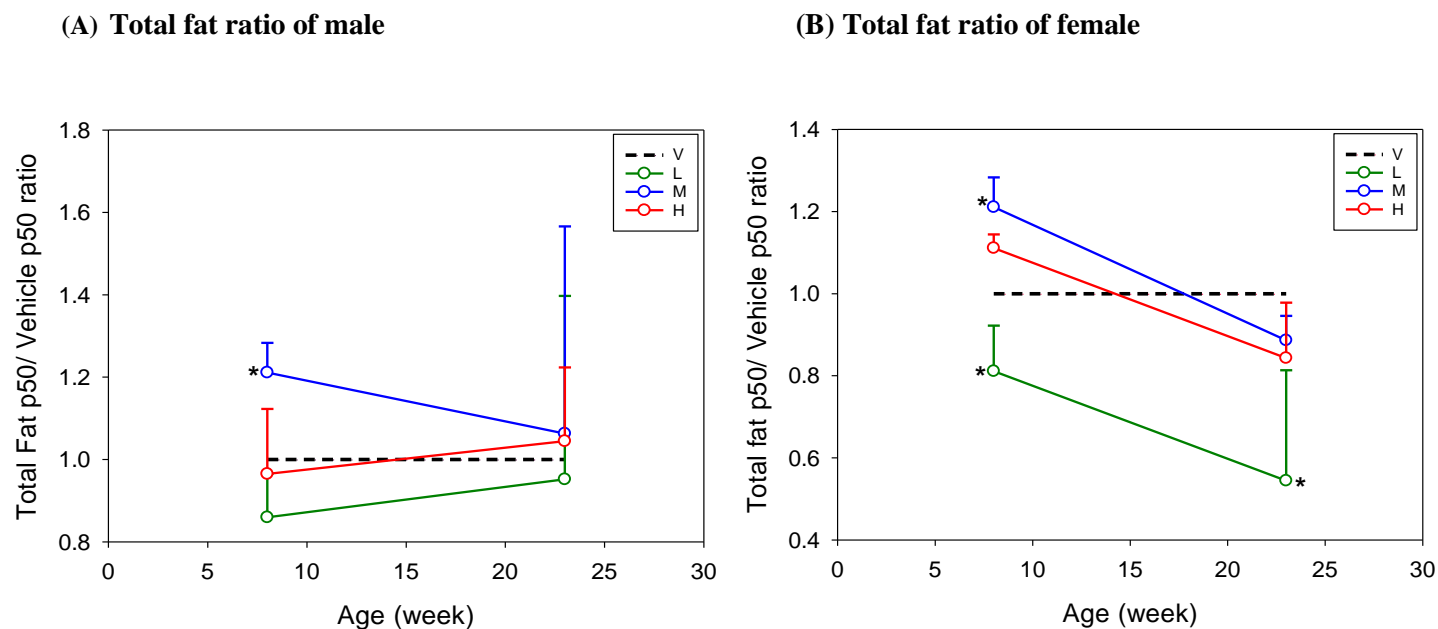 (A) Total fat ratio of male
Total Fat p50/ Vehicle p50 ratio
1.8
1.6
1.4
1.2
1.0
0.8
0
5
10
15
20
25
30
Age (week)
V
L
M
H
*
(B) Total fat ratio of female
Total fat p50/ Vehicle p50 ratio
1.4
1.2
1.0
0.8
0.6
0.4
0
5
10
15
20
25
30
Age (week)
V
L
M
H
*
*
*